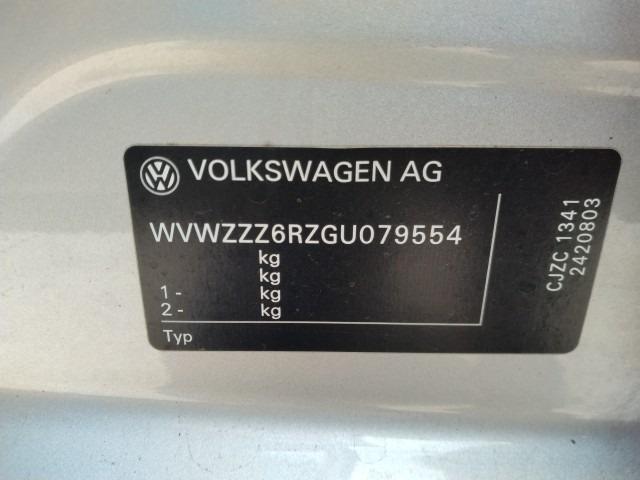 VOLKSWAGEN AG
WVWZZZ6RZGU079554
kg
kg
1 - kg
2 - kg
Typ
CJZC 1341
2420803